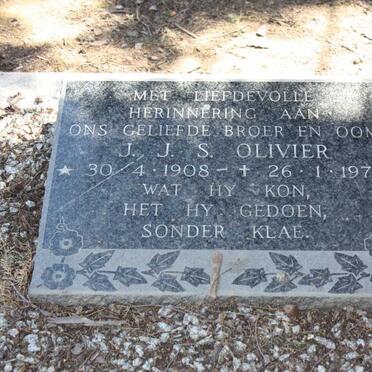 MET LIEFDEVOLLE
HERINNERING AAN
ONS GELIEFDE BROER EN OOM
J. J. S. OLIVIER
★ 30·4·1908 – ✝ 26·1·197
WAT HY KON,
HET HY GEDOEN,
SONDER KLAE.